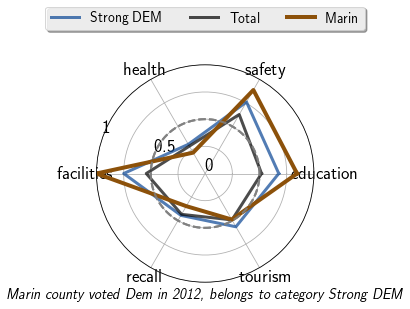 Strong DEM Total Marin
health safety
1
0.5
0
facilities education
recall tourism
Marin county voted Dem in 2012, belongs to category Strong DEM